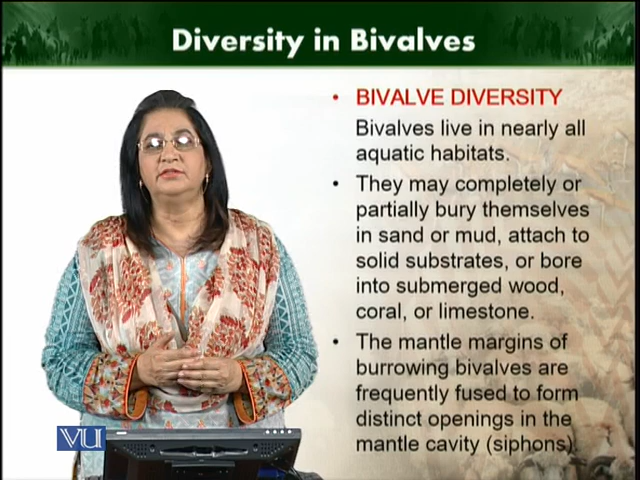 Diversity in Bivalves
• BIVALVE DIVERSITY
Bivalves live in nearly all
aquatic habitats.
• They may completely or
partially bury themselves
in sand or mud, attach to
solid substrates, or bore
into submerged wood,
coral, or limestone.
• The mantle margins of
burrowing bivalves are
frequently fused to form
distinct openings in the
mantle cavity (siphons).
VU